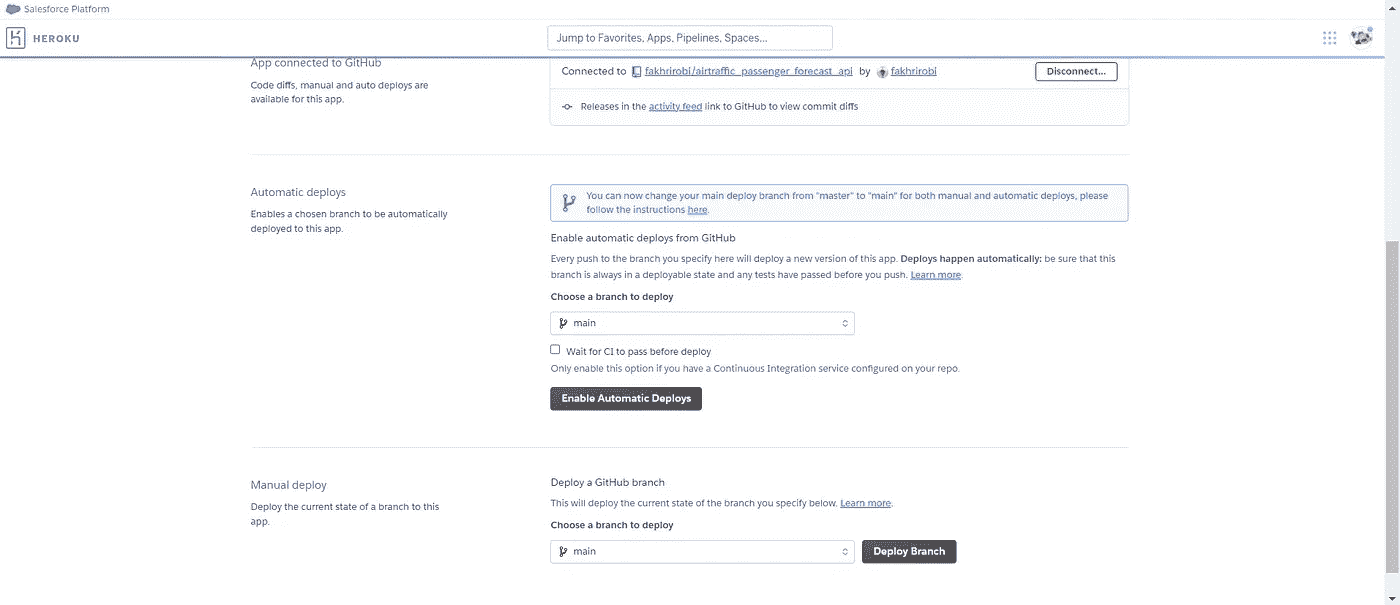 Salesforce Platform
HEROKU
Jump to Favorites, Apps, Pipelines, Spaces...
App connected to GitHub
Code diffs, manual and auto deploys are
available for this app.
Connected to fakhrirobi/airtraffic_passenger_forecast_api by fakhrirobi
Disconnect...
Releases in the activity feed link to GitHub to view commit diffs
Automatic deploys
Enables a chosen branch to be automatically
deployed to this app.
You can now change your main deploy branch from "master" to "main" for both manual and automatic deploys, please
follow the instructions here.
Enable automatic deploys from GitHub
Every push to the branch you specify here will deploy a new version of this app. Deploys happen automatically: be sure that this
branch is always in a deployable state and any tests have passed before you push. Learn more.
Choose a branch to deploy
main
Wait for CI to pass before deploy
Only enable this option if you have a Continuous Integration service configured on your repo.
Enable Automatic Deploys
Manual deploy
Deploy the current state of a branch to this
app.
Deploy a GitHub branch
This will deploy the current state of the branch you specify below. Learn more.
Choose a branch to deploy
main
Deploy Branch